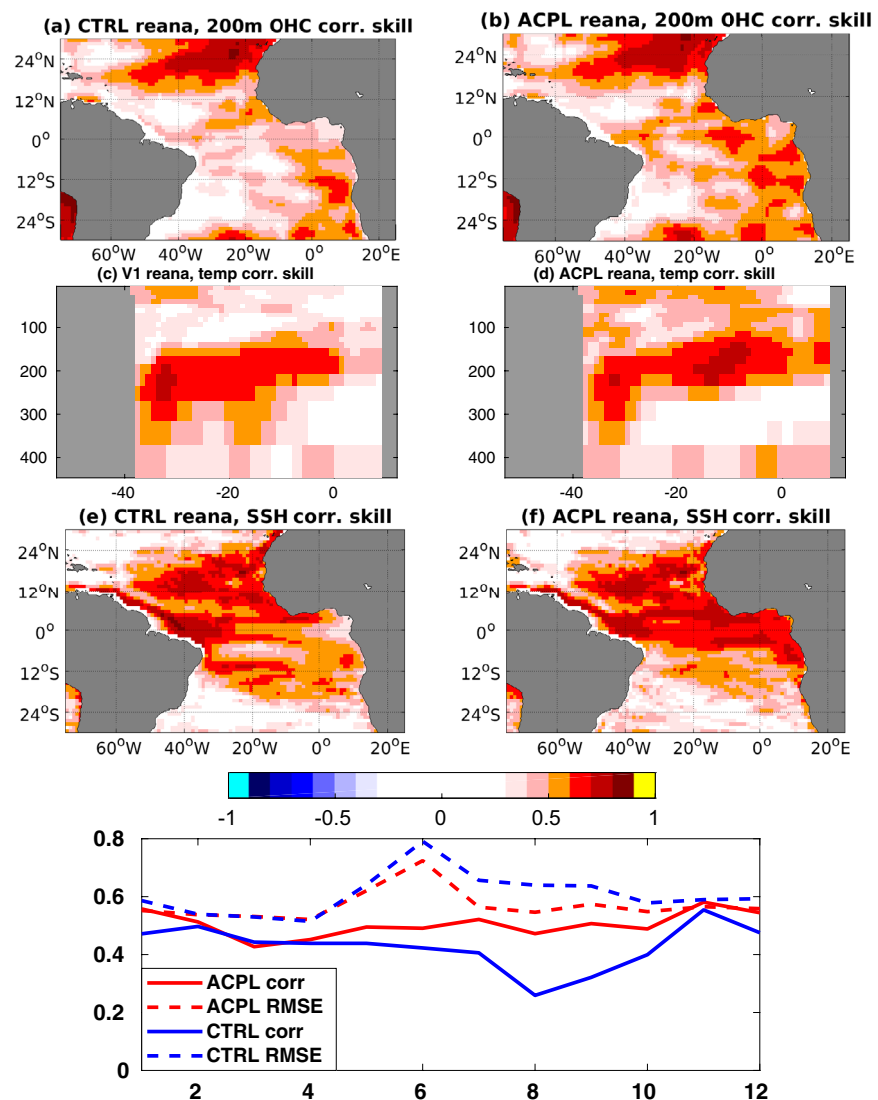 (a) CTRL reana, 200m OHC corr. skill
(b) ACPL reana, 200m OHC corr. skill
24°N
12°N
0°
12°S
24°S
60°W 40°W 20°W 0° 20°E
24°N
12°N
0°
12°S
24°S
60°W 40°W 20°W 0° 20°E
(c) V1 reana, temp corr. skill
(d) ACPL reana, temp corr. skill
100
200
300
400
-40 -20 0
100
200
300
400
-40 -20 0
(e) CTRL reana, SSH corr. skill
(f) ACPL reana, SSH corr. skill
24°N
12°N
0°
12°S
24°S
60°W 40°W 20°W 0° 20°E
24°N
12°N
0°
12°S
24°S
60°W 40°W 20°W 0° 20°E
-1 -0.5 0 0.5 1
0.8
0.6
0.4
0.2
0
ACPL corr
ACPL RMSE
CTRL corr
CTRL RMSE
2 4 6 8 10 12